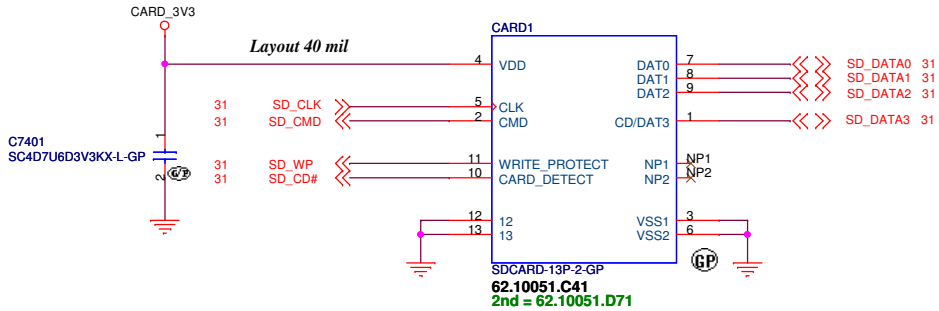 CARD_3V3
Layout 40 mil
CARD1
4 VDD
DAT0 7 SD_DATA0 31
DAT1 8 SD_DATA1 31
DAT2 9 SD_DATA2 31
31 SD_CLK 5 CLK
31 SD_CMD 2 CMD
CD/DAT3 1 SD_DATA3 31
C7401
SC4D7U6D3V3KX-L-GP
1
2
G/P
31 SD_WP 11 WRITE_PROTECT
NP1 NP1
31 SD_CD# 10 CARD_DETECT
NP2 NP2
12 12
VSS1 3
13 13
VSS2 6
GP
SDCARD-13P-2-GP
62.10051.C41
2nd = 62.10051.D71